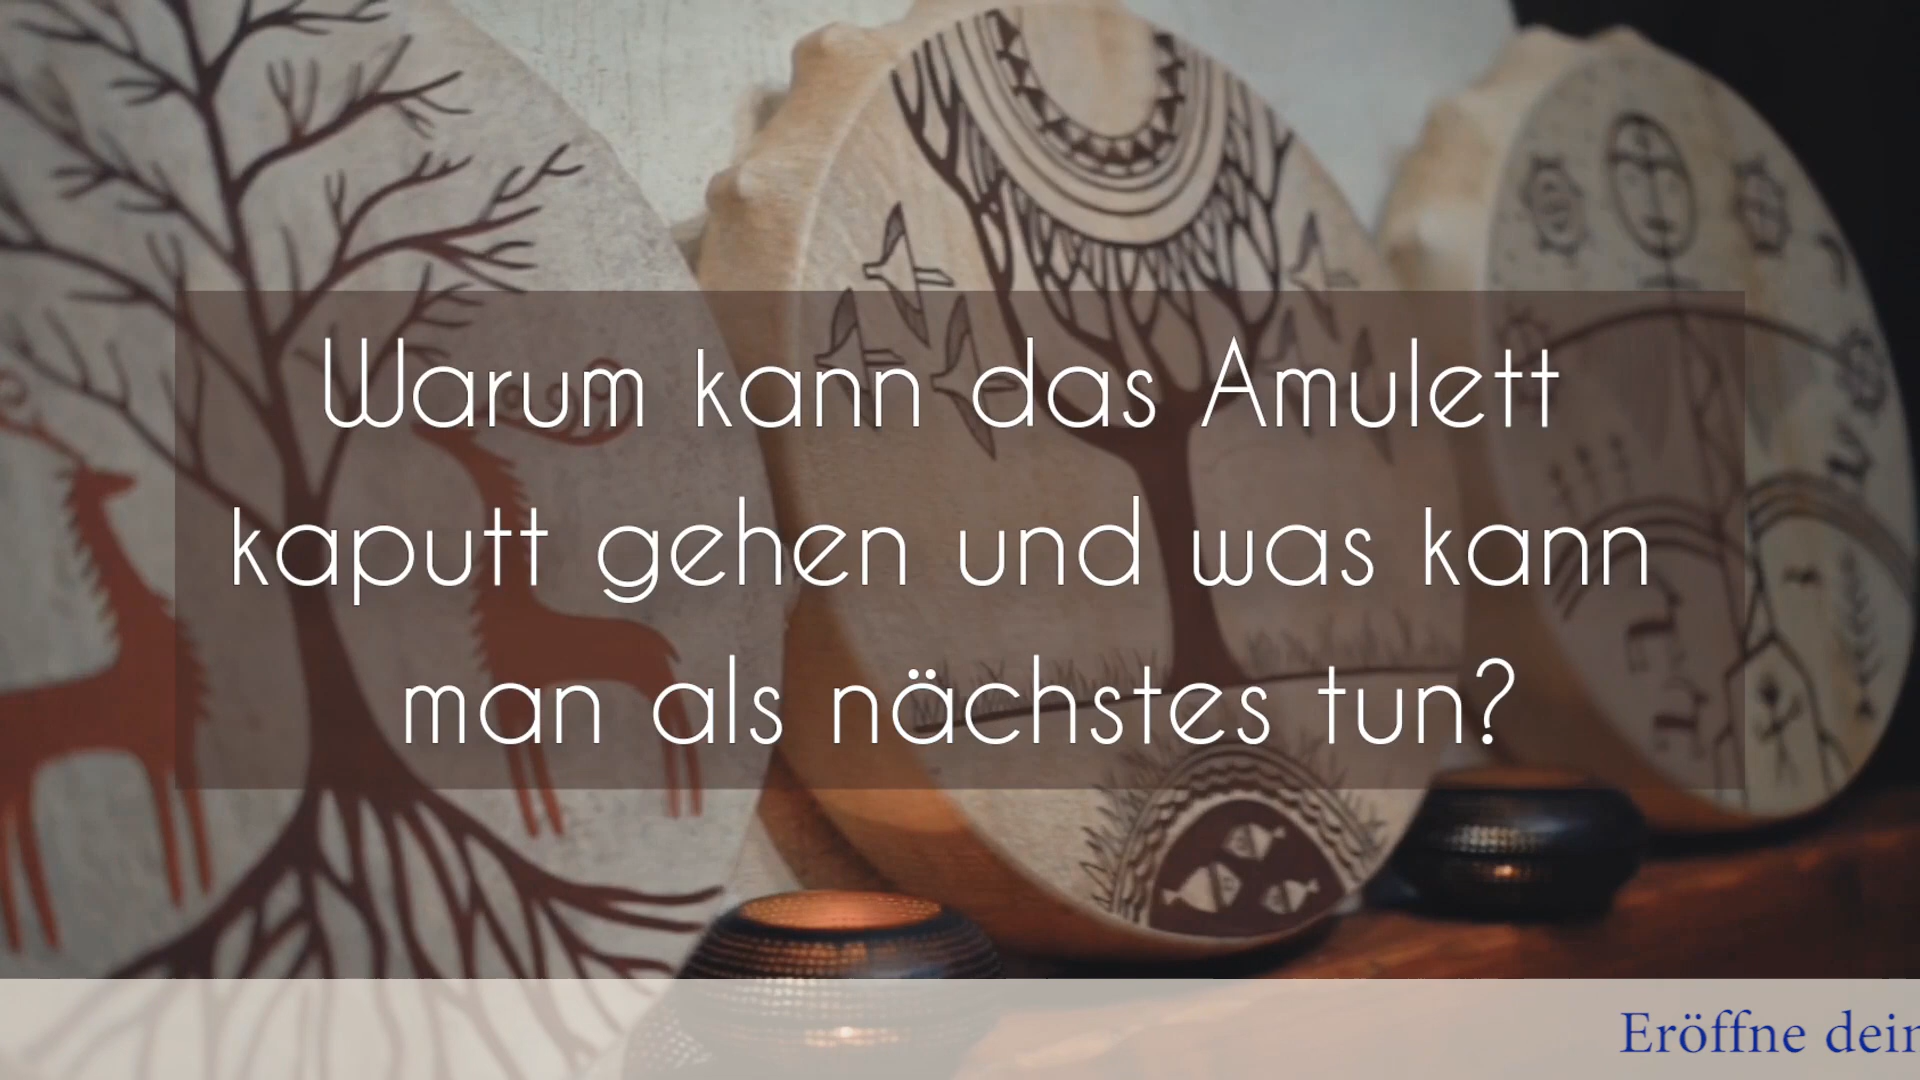 Warum kann das Amulett
kaputt gehen und was kann
man als nächstes tun?
Eröffne